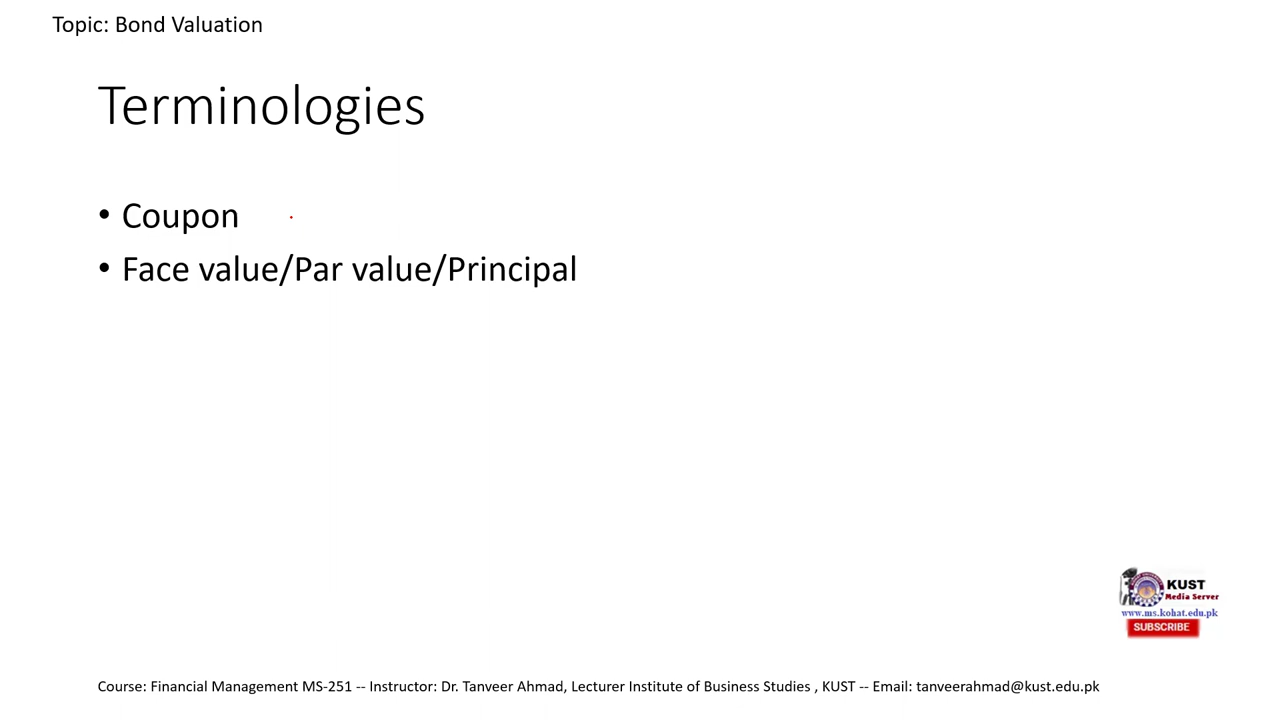 Topic: Bond Valuation
Terminologies
• Coupon
• Face value/Par value/Principal
KUST
Media Server
www.ms.kohat.edu.pk
SUBSCRIBE
Course: Financial Management MS-251 -- Instructor: Dr. Tanveer Ahmad, Lecturer Institute of Business Studies , KUST -- Email: tanveerahmad@kust.edu.pk